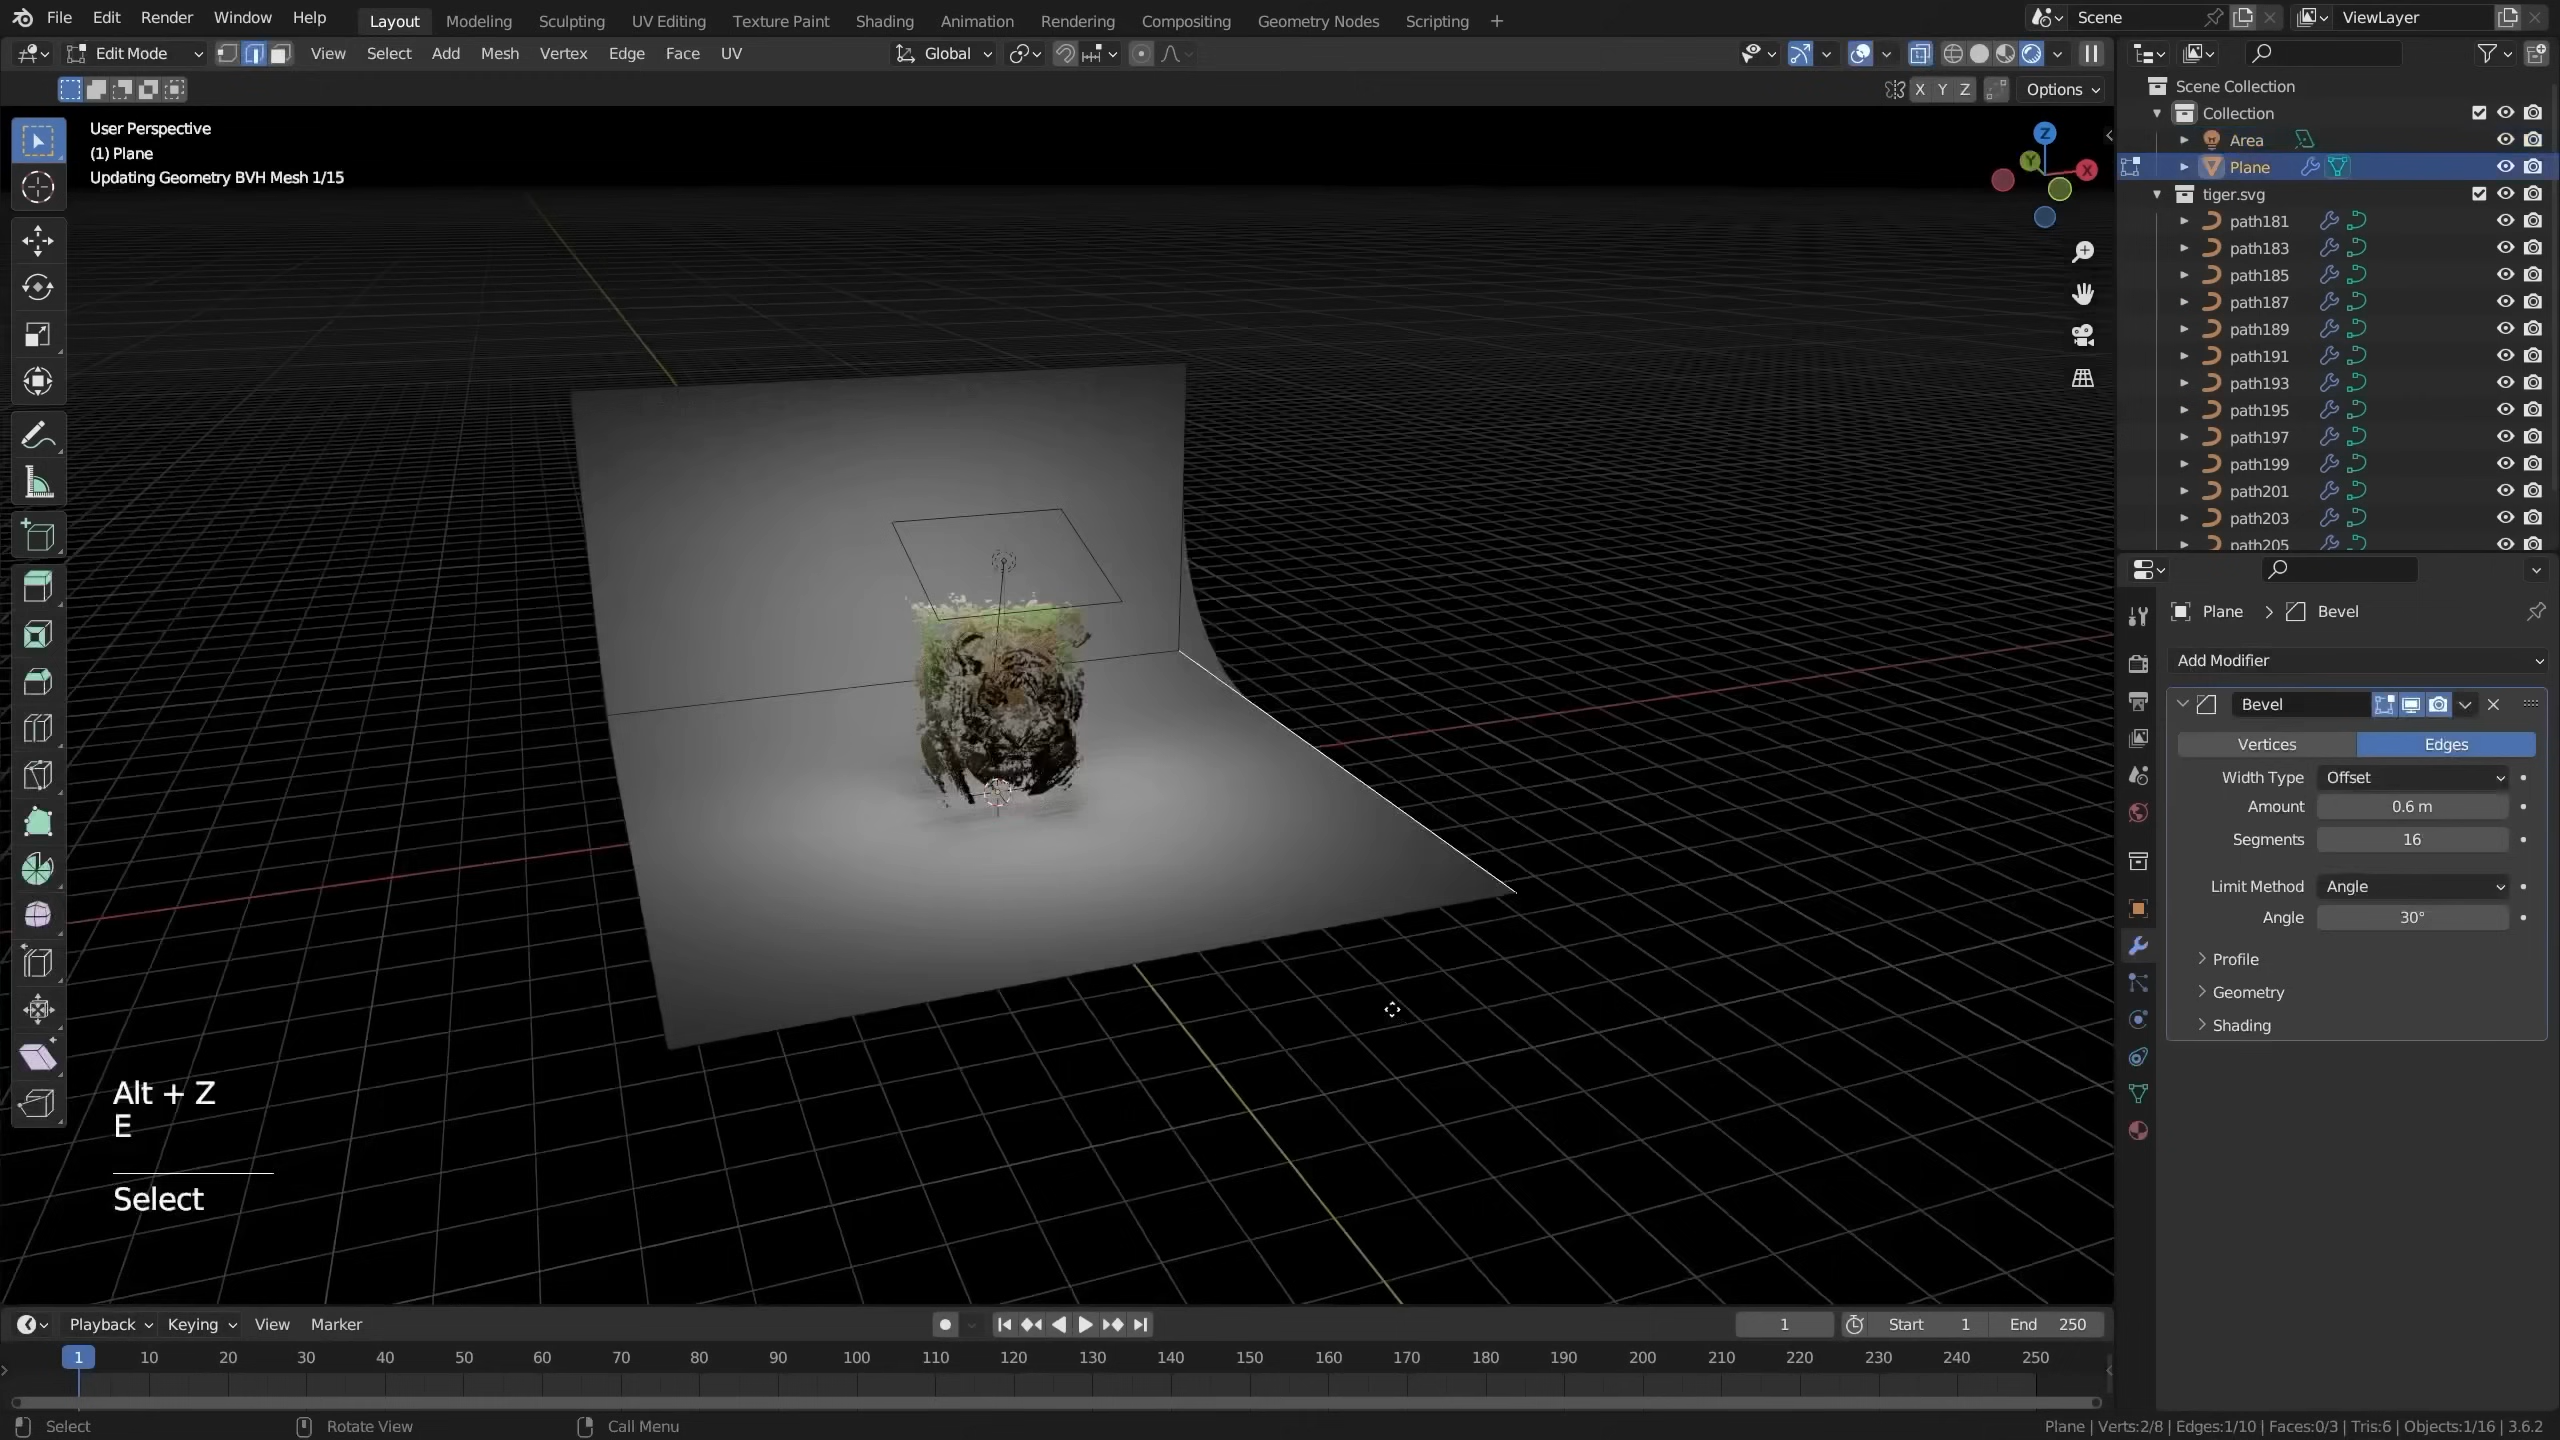 File Edit Render Window Help Layout Modeling Sculpting UV Editing Texture Paint Shading Animation Rendering Compositing Geometry Nodes Scripting + Scene ViewLayer
Edit Mode View Select Add Mesh Vertex Edge Face UV Global
X Y Z Options
User Perspective
(1) Plane
Updating Geometry BVH Mesh 1/15
Z
Y
X
Scene Collection
Collection
Area
Plane
tiger.svg
path181
path183
path185
path187
path189
path191
path193
path195
path197
path199
path201
path203
path205
Plane > Bevel
Add Modifier
Bevel
Vertices Edges
Width Type Offset
Amount 0.6 m
Segments 16
Limit Method Angle
Angle 30°
Profile
Geometry
Shading
Alt + Z
E
Select
Playback Keying View Marker 1 Start 1 End 250
1 10 20 30 40 50 60 70 80 90 100 110 120 130 140 150 160 170 180 190 200 210 220 230 240 250
Select Rotate View Call Menu Plane | Verts:2/8 | Edges:1/10 | Faces:0/3 | Tris:6 | Objects:1/16 | 3.6.2